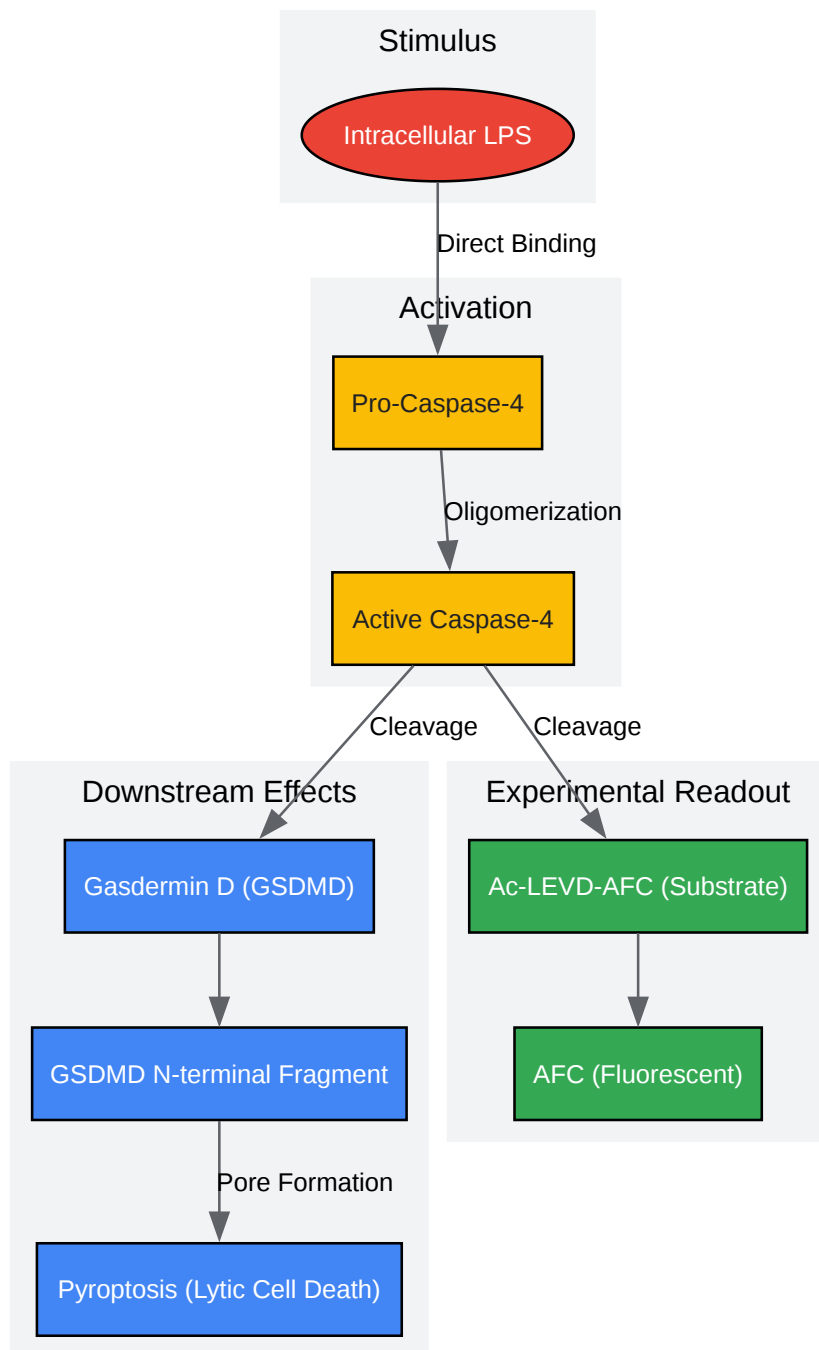 Stimulus
Intracellular LPS
Direct Binding
Activation
Pro-Caspase-4
Oligomerization
Active Caspase-4
Cleavage
Cleavage
Downstream Effects
Gasdermin D (GSDMD)
GSDMD N-terminal Fragment
Pore Formation
Pyroptosis (Lytic Cell Death)
Experimental Readout
Ac-LEVD-AFC (Substrate)
AFC (Fluorescent)